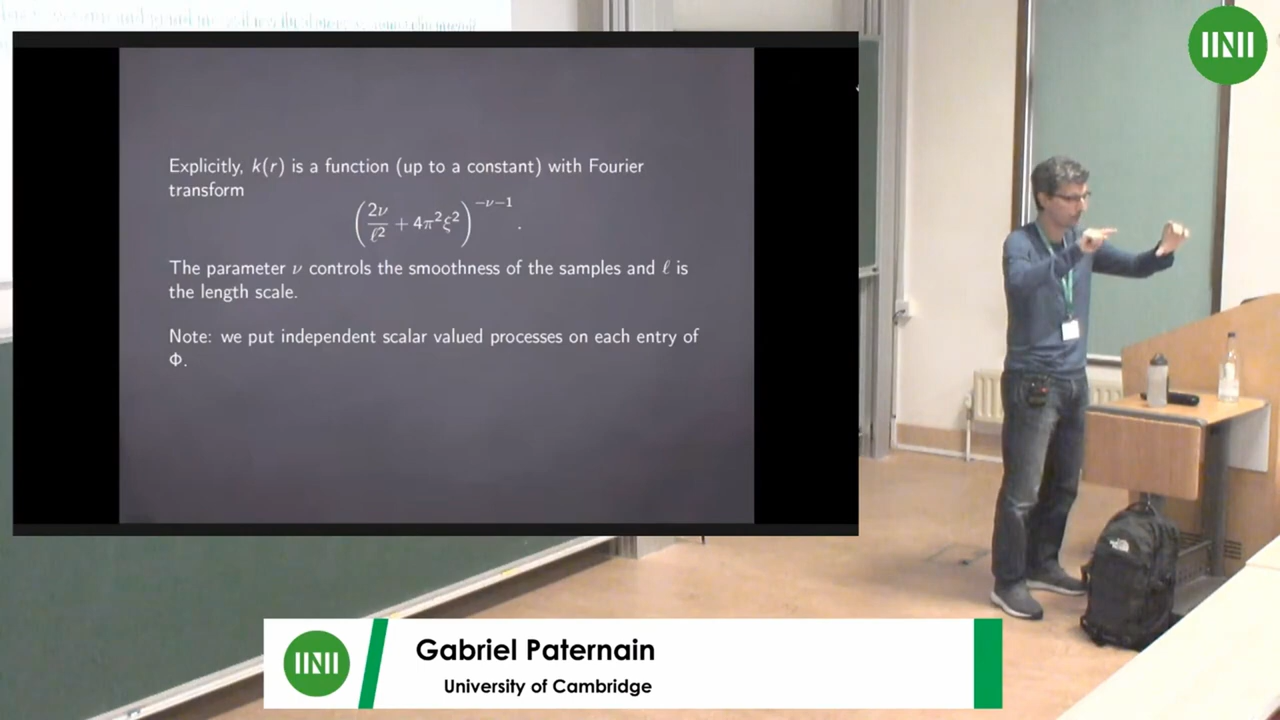 Explicitly, k(r) is a function (up to a constant) with Fourier
transform
(2ν/ℓ² + 4π²ξ²)^{-ν-1}.
The parameter ν controls the smoothness of the samples and ℓ is
the length scale.
Note: we put independent scalar valued processes on each entry of
Φ.
Gabriel Paternain
University of Cambridge